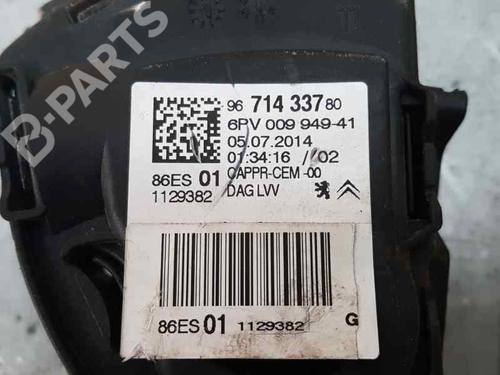 B-PARTS
96 714 337 80
6PV 009 949-41
05.07.2014
01:34:16 / 02
86ES 01 CAPPR-CEM-00
1129382 DAG LVV
86ES 01 1129382 G